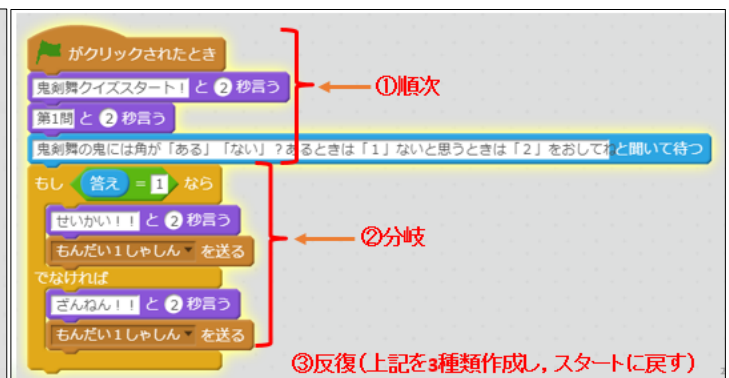 がクリックされたとき
鬼剣舞クイズスタート！ と 2 秒言う
①順次
第1問 と 2 秒言う
鬼剣舞の鬼には角が「ある」「ない」？あるときは「１」ないと思うときは「２」をおしてね と聞いて待つ
もし 答え = 1 なら
せいかい！！ と 2 秒言う
②分岐
もんだい１しゃしん を送る
でなければ
ざんねん！！ と 2 秒言う
もんだい１しゃしん を送る
③反復(上記を3種類作成し，スタートに戻す)